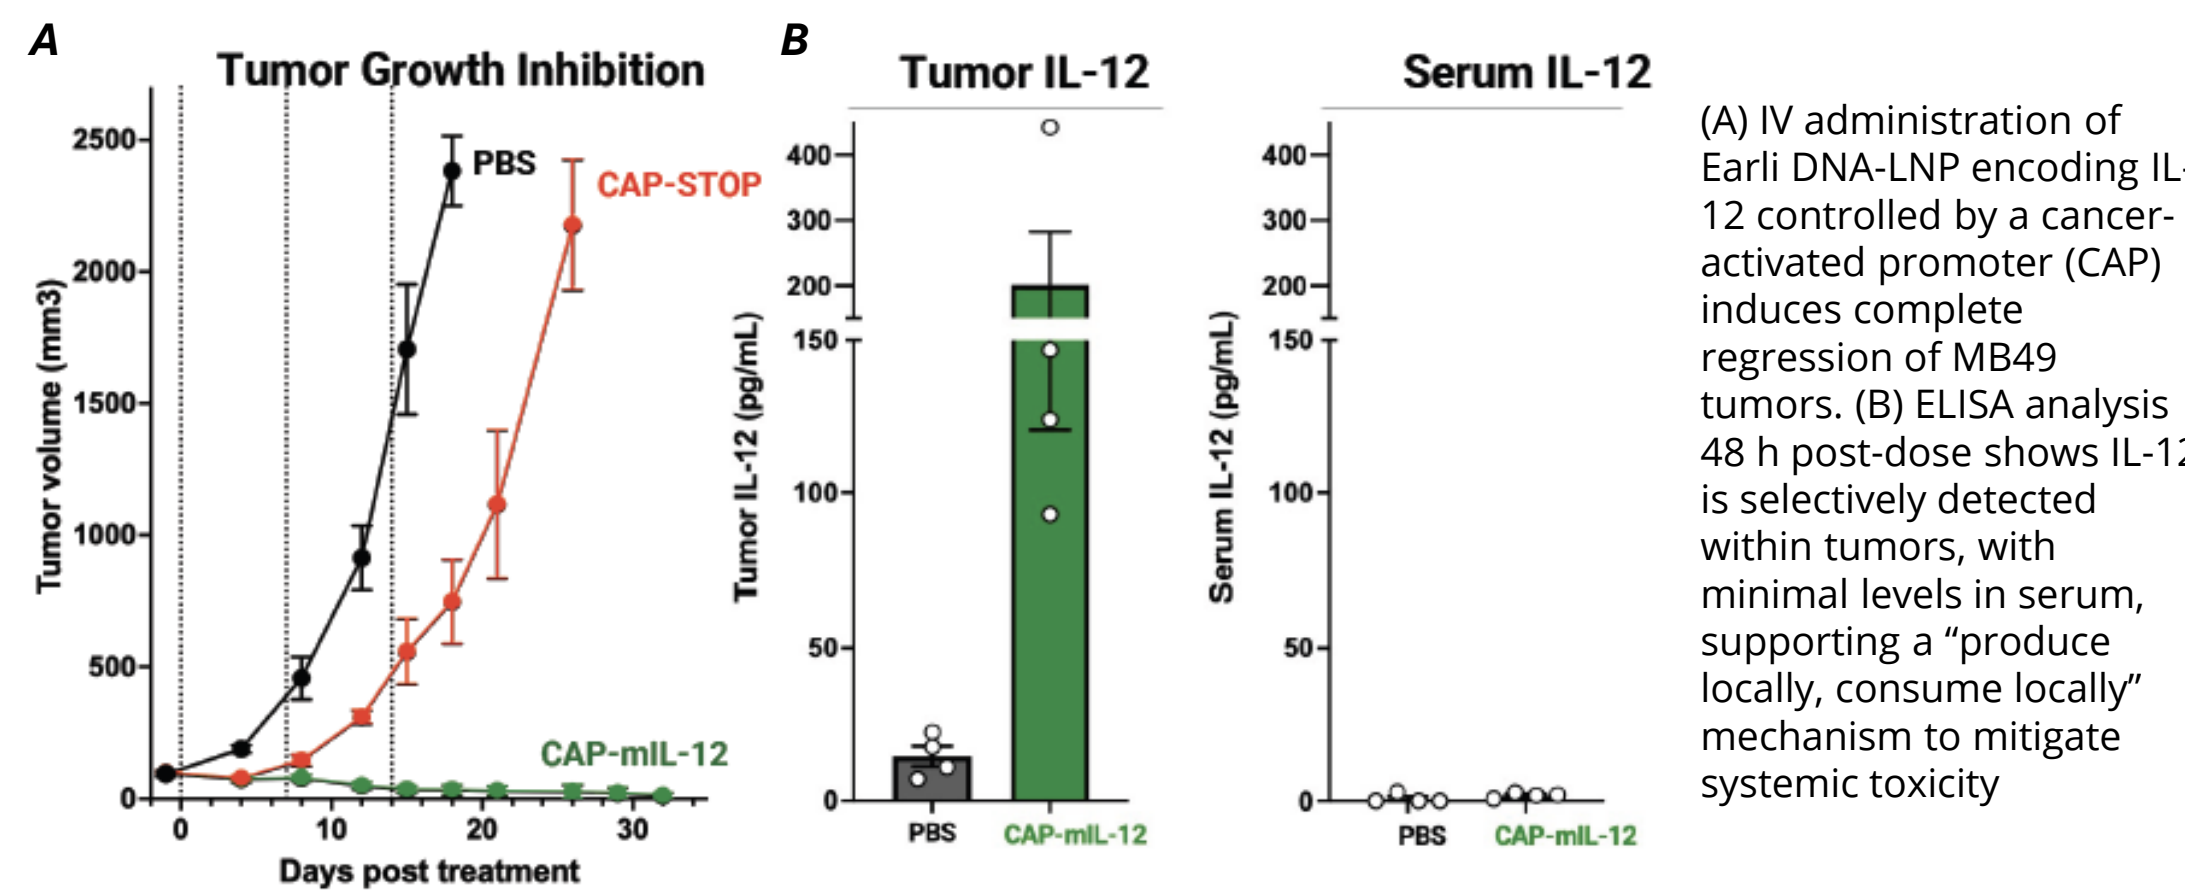 A
Tumor Growth Inhibition
2500
2000
1500
1000
500
0
Tumor volume (mm3)
PBS
CAP-STOP
CAP-mIL-12
0 10 20 30
Days post treatment
B
Tumor IL-12
400
300
200
150
100
50
0
Tumor IL-12 (pg/mL)
PBS CAP-mIL-12
Serum IL-12
400
300
200
150
100
50
0
Serum IL-12 (pg/mL)
PBS CAP-mIL-12
(A) IV administration of
Earli DNA-LNP encoding IL-
12 controlled by a cancer-
activated promoter (CAP)
induces complete
regression of MB49
tumors. (B) ELISA analysis
48 h post-dose shows IL-12
is selectively detected
within tumors, with
minimal levels in serum,
supporting a “produce
locally, consume locally”
mechanism to mitigate
systemic toxicity